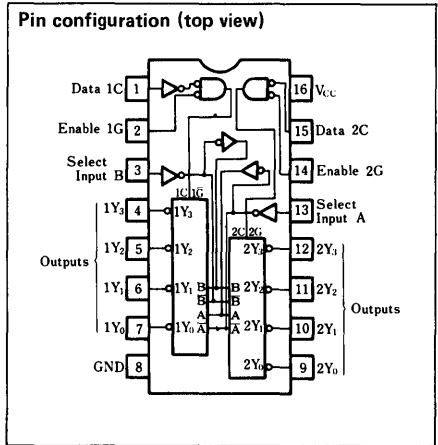 Pin configuration (top view)
Data 1C 1
Enable 1G 2
Select
Input B 3
1Y₃ 4
1Y₂ 5
1Y₁ 6
1Y₀ 7
Outputs
GND 8
16 Vcc
15 Data 2C
14 Enable 2G
13 Select
Input A
12 2Y₃
11 2Y₂
10 2Y₁
9 2Y₀
Outputs
1C 1G̅
1Y₃
1Y₂
1Y₁
1Y₀
B
B̅
A
A̅
2C 2G
2Y₃
2Y₂
2Y₁
2Y₀
B
B̅
A
A̅